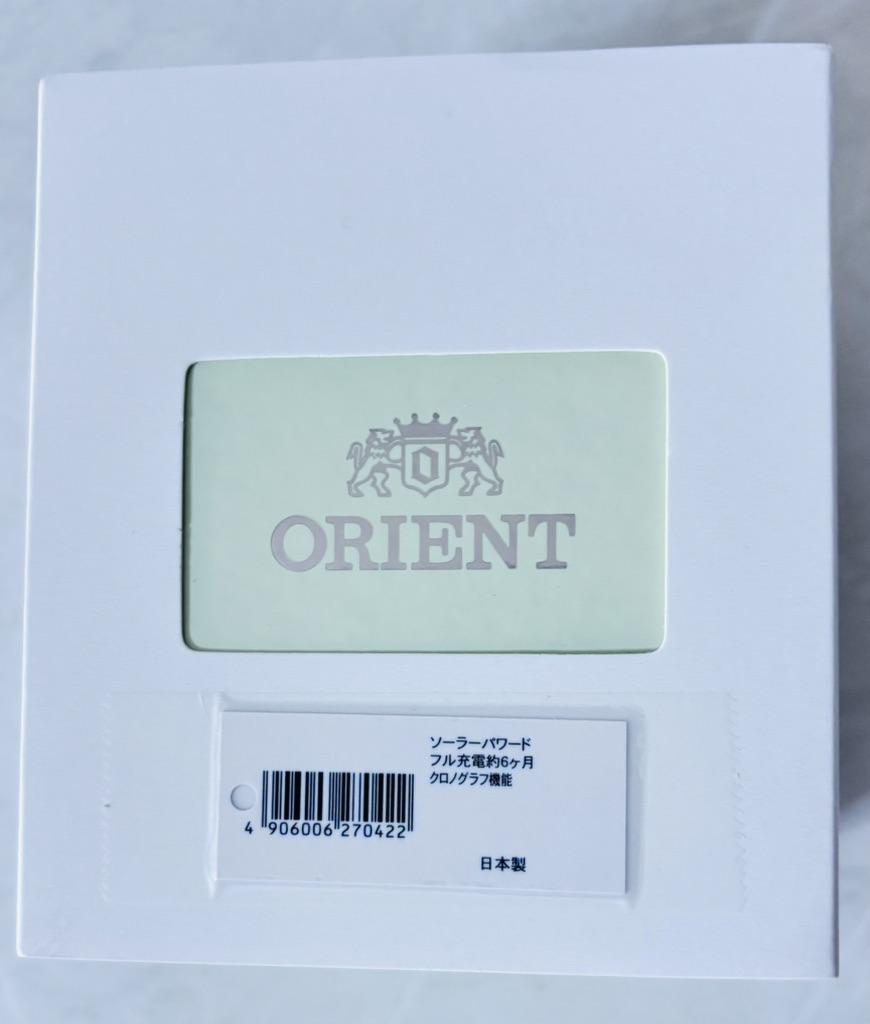 O
ORIENT
ソーラーパワード
フル充電約6ヶ月
クロノグラフ機能
4 906006 270422
日本製